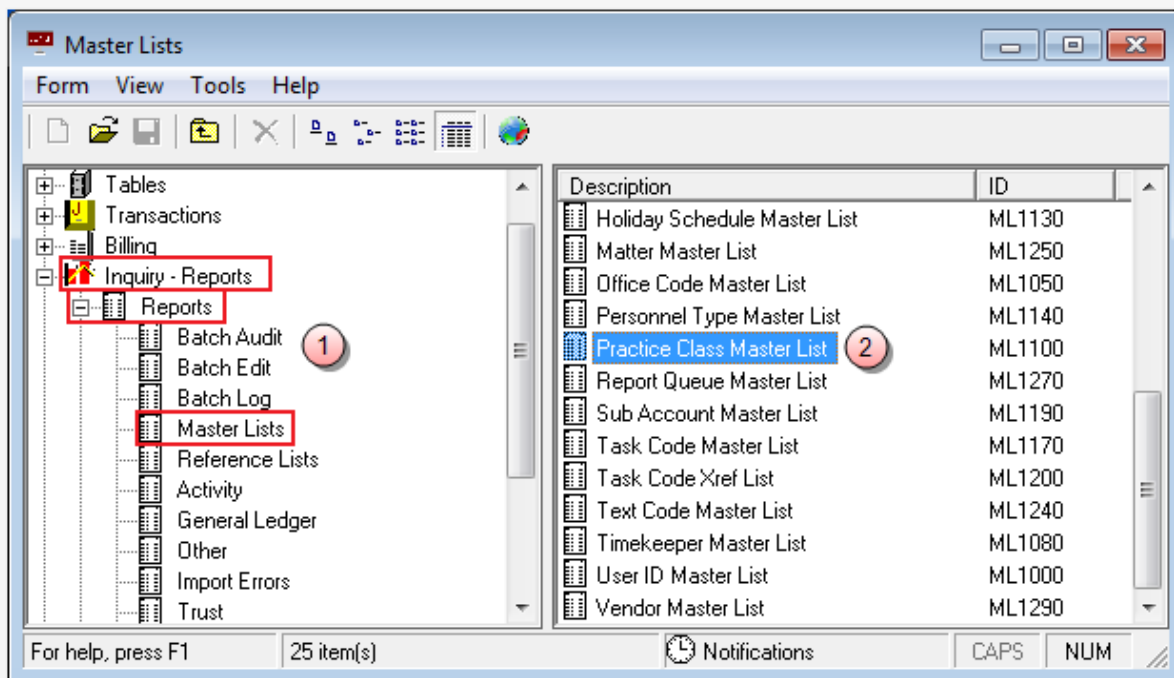 Master Lists
Form View Tools Help
Tables
Transactions
Billing
Inquiry - Reports
Reports
Batch Audit
1
Batch Edit
Batch Log
Master Lists
Reference Lists
Activity
General Ledger
Other
Import Errors
Trust
Description ID
Holiday Schedule Master List ML1130
Matter Master List ML1250
Office Code Master List ML1050
Personnel Type Master List ML1140
Practice Class Master List 2 ML1100
Report Queue Master List ML1270
Sub Account Master List ML1190
Task Code Master List ML1170
Task Code Xref List ML1200
Text Code Master List ML1240
Timekeeper Master List ML1080
User ID Master List ML1000
Vendor Master List ML1290
For help, press F1 25 item(s) Notifications CAPS NUM